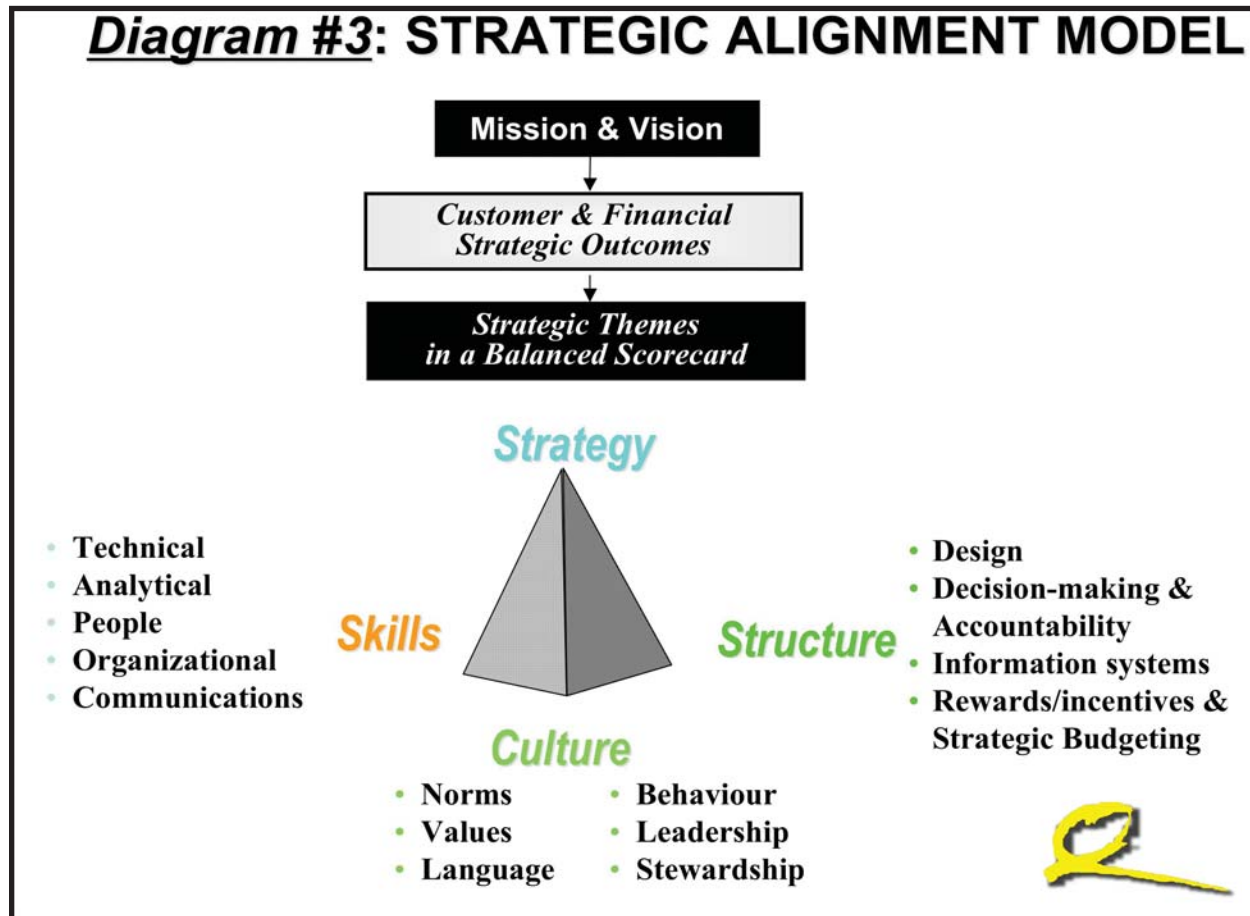 Diagram #3: STRATEGIC ALIGNMENT MODEL
Mission & Vision
Customer & Financial
Strategic Outcomes
Strategic Themes
in a Balanced Scorecard
Strategy
• Technical
• Analytical
• People
• Organizational
• Communications
Skills
Structure
• Design
• Decision-making &
Accountability
• Information systems
• Rewards/incentives &
Strategic Budgeting
Culture
• Norms
• Values
• Language
• Behaviour
• Leadership
• Stewardship